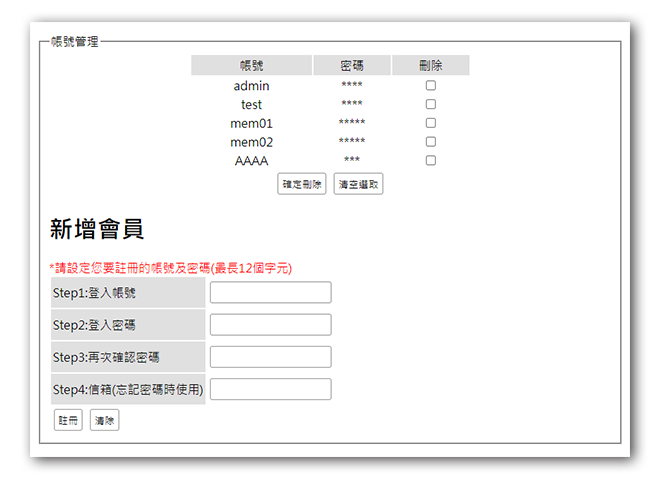 帳號管理
帳號 密碼 刪除
admin ****
test ****
mem01 *****
mem02 *****
AAAA ***
確定刪除 清空選取
新增會員
*請設定您要註冊的帳號及密碼(最長12個字元)
Step1:登入帳號
Step2:登入密碼
Step3:再次確認密碼
Step4:信箱(忘記密碼時使用)
註冊 清除